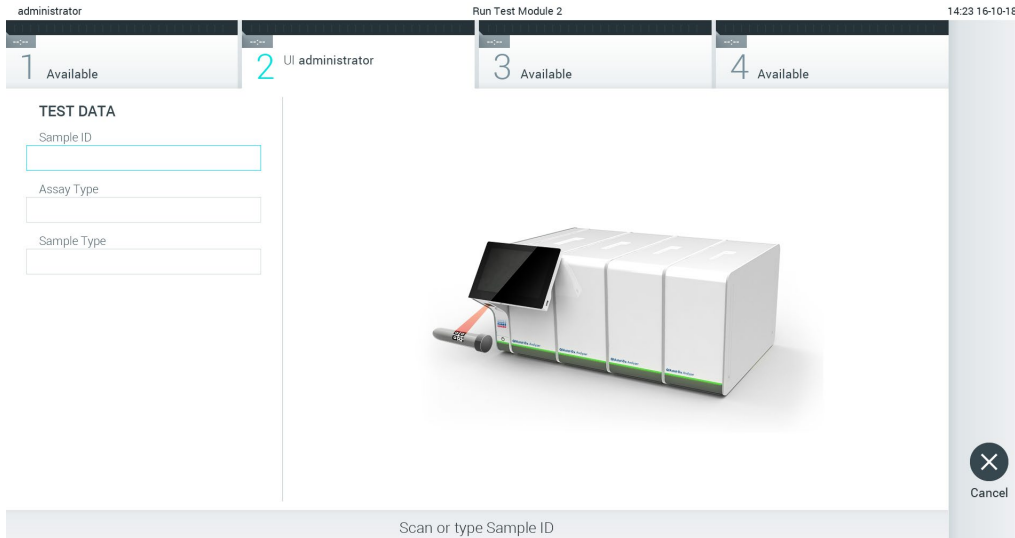 administrator Run Test Module 2 14:23 16-10-18
--:-- --:-- --:-- --:--
1 Available 2 UI administrator 3 Available 4 Available
TEST DATA
Sample ID
Assay Type
Sample Type
Cancel
Scan or type Sample ID